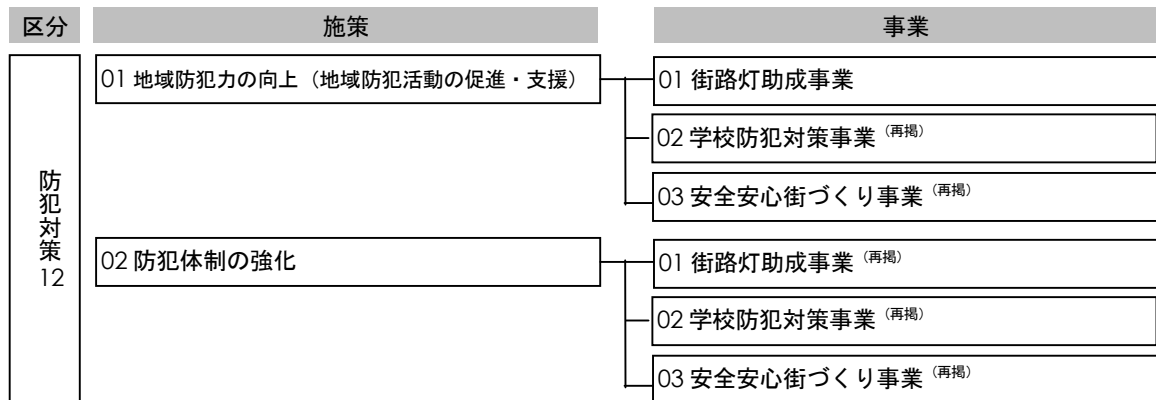 区分 施策 事業
防犯対策12
01 地域防犯力の向上（地域防犯活動の促進・支援）
01 街路灯助成事業
02 学校防犯対策事業（再掲）
03 安全安心街づくり事業（再掲）
02 防犯体制の強化
01 街路灯助成事業（再掲）
02 学校防犯対策事業（再掲）
03 安全安心街づくり事業（再掲）